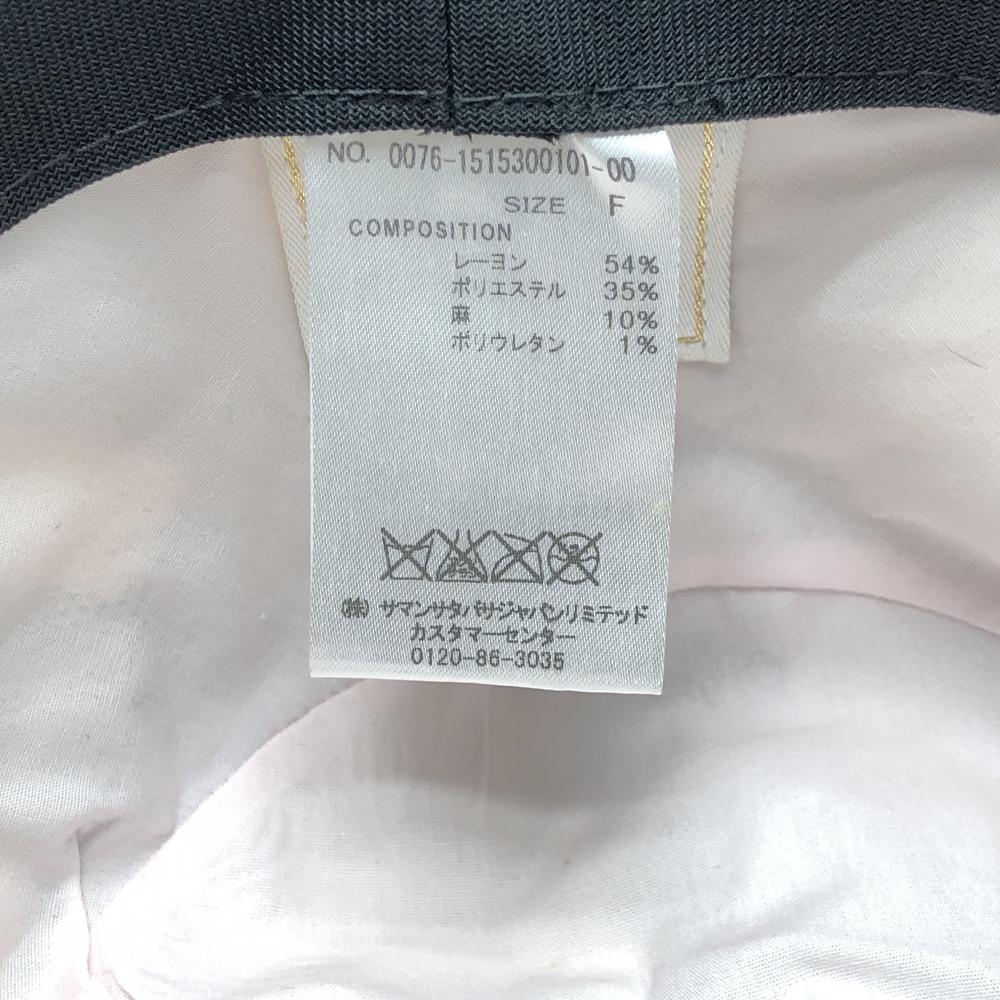 NO. 0076-1515300101-00
SIZE F
COMPOSITION
レーヨン 54%
ポリエステル 35%
麻 10%
ポリウレタン 1%
(株) サマンサタバサジャパンリミテッド
カスタマーセンター
0120-86-3035